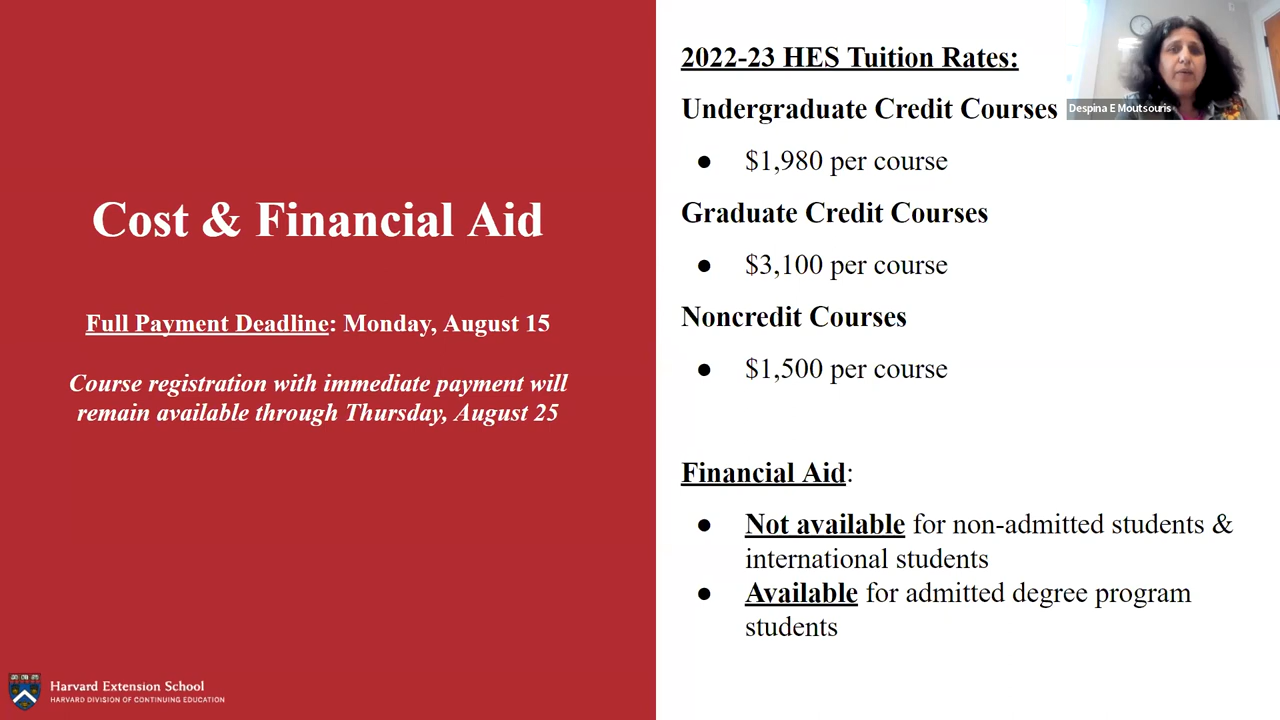 Cost & Financial Aid
Full Payment Deadline: Monday, August 15
Course registration with immediate payment will
remain available through Thursday, August 25
Harvard Extension School
HARVARD DIVISION OF CONTINUING EDUCATION
2022-23 HES Tuition Rates:
Undergraduate Credit Courses
● $1,980 per course
Graduate Credit Courses
● $3,100 per course
Noncredit Courses
● $1,500 per course
Financial Aid:
● Not available for non-admitted students &
international students
● Available for admitted degree program
students
Despina E Moutsouris